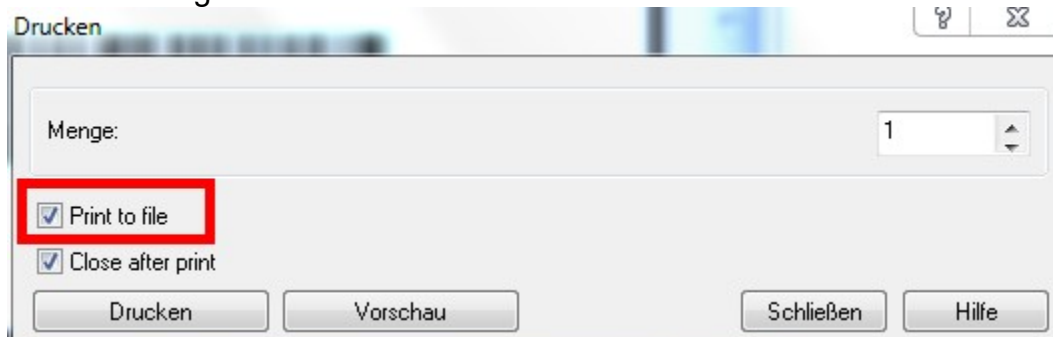 Drucken
Menge: 1
Print to file
Close after print
Drucken Vorschau Schließen Hilfe